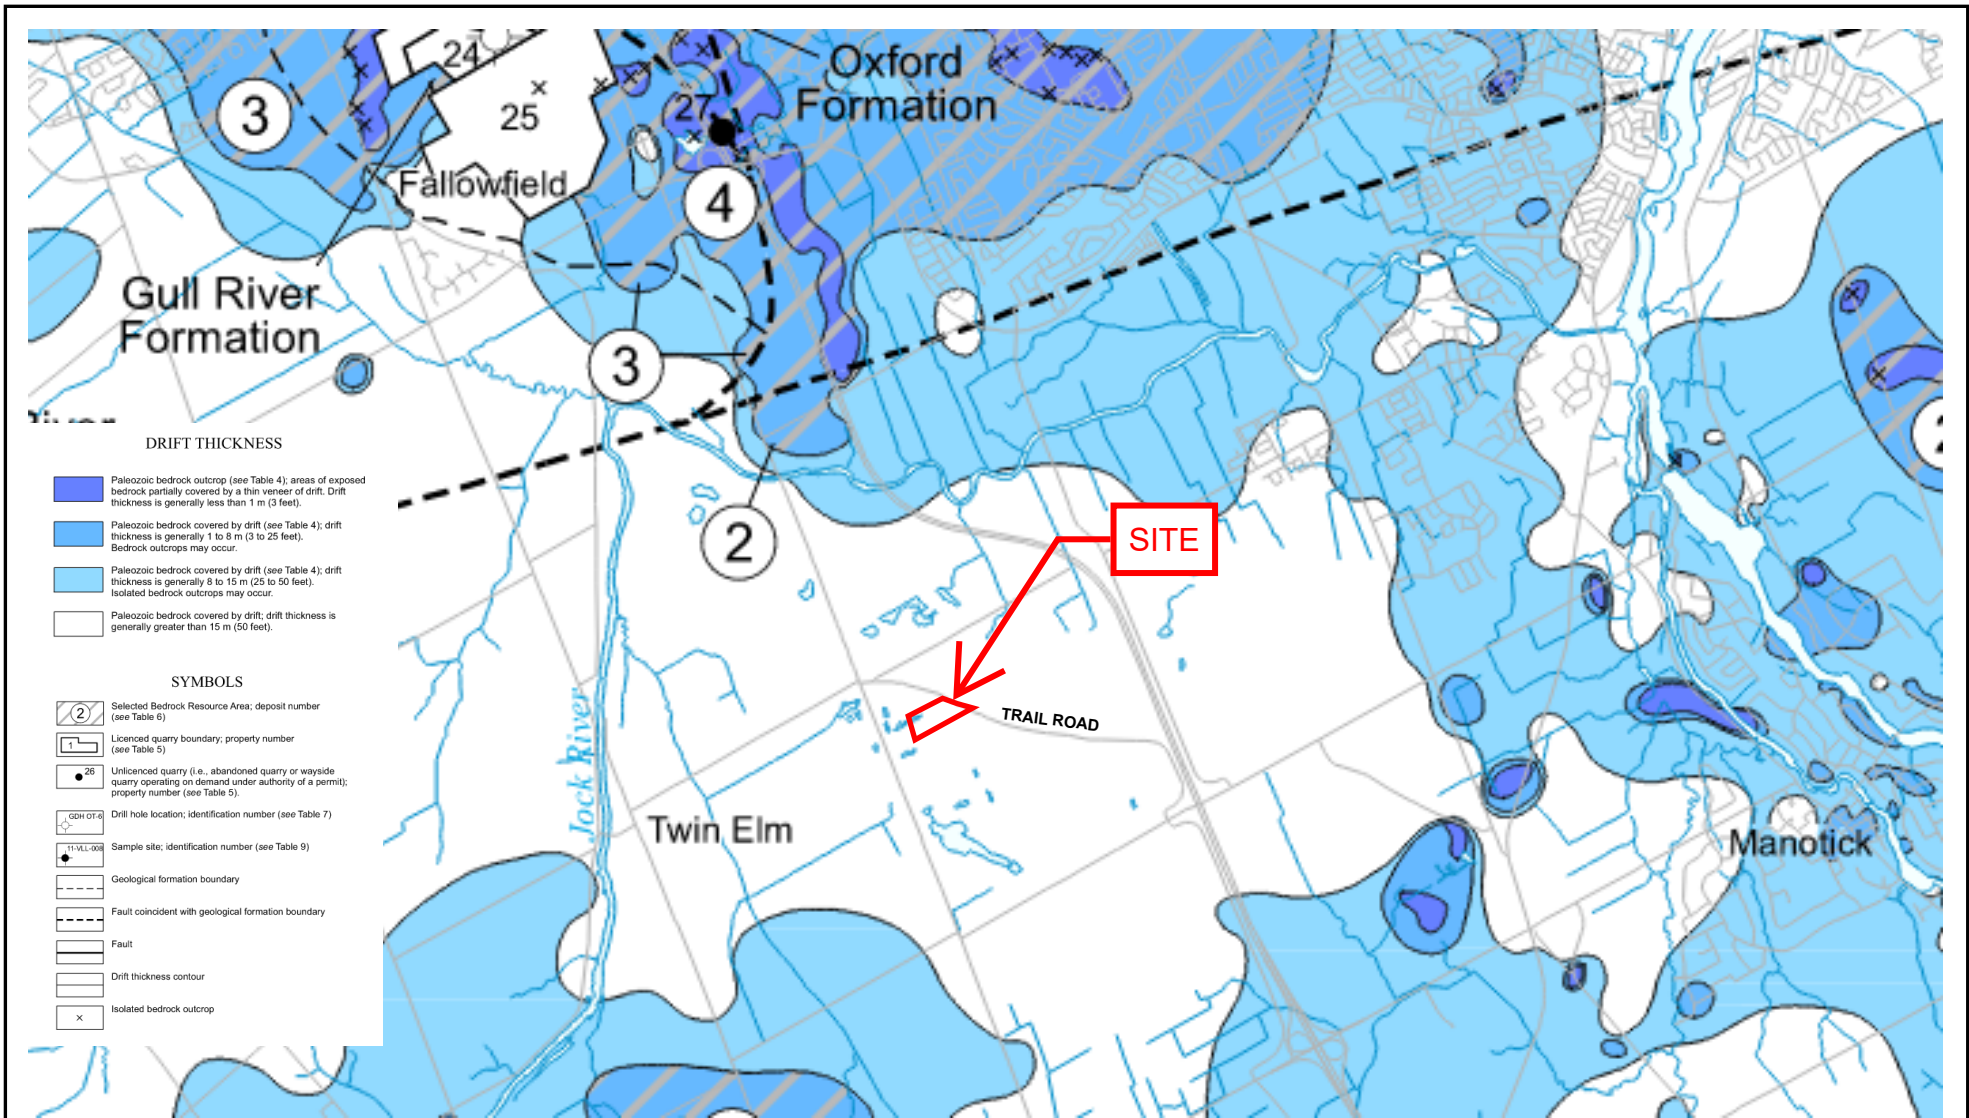 24
Oxford
Formation
3
25
27
Fallowfield
4
Gull River
Formation
3
2
SITE
TRAIL ROAD
Jock River
Twin Elm
Manotick
DRIFT THICKNESS
Paleozoic bedrock outcrop (see Table 4); areas of exposed
bedrock partially covered by a thin veneer of drift. Drift
thickness is generally less than 1 m (3 feet).
Paleozoic bedrock covered by drift (see Table 4); drift
thickness is generally 1 to 8 m (3 to 25 feet).
Bedrock outcrops may occur.
Paleozoic bedrock covered by drift (see Table 4); drift
thickness is generally 8 to 15 m (25 to 50 feet).
Isolated bedrock outcrops may occur.
Paleozoic bedrock covered by drift; drift thickness is
generally greater than 15 m (50 feet).
SYMBOLS
2
Selected Bedrock Resource Area; deposit number
(see Table 6)
1
Licenced quarry boundary; property number
(see Table 5)
26
Unlicenced quarry (i.e., abandoned quarry or wayside
quarry operating on demand under authority of a permit);
property number (see Table 5).
GDH OT-6
Drill hole location; identification number (see Table 7)
11-VLL-008
Sample site; identification number (see Table 9)
Geological formation boundary
Fault coincident with geological formation boundary
Fault
Drift thickness contour
Isolated bedrock outcrop